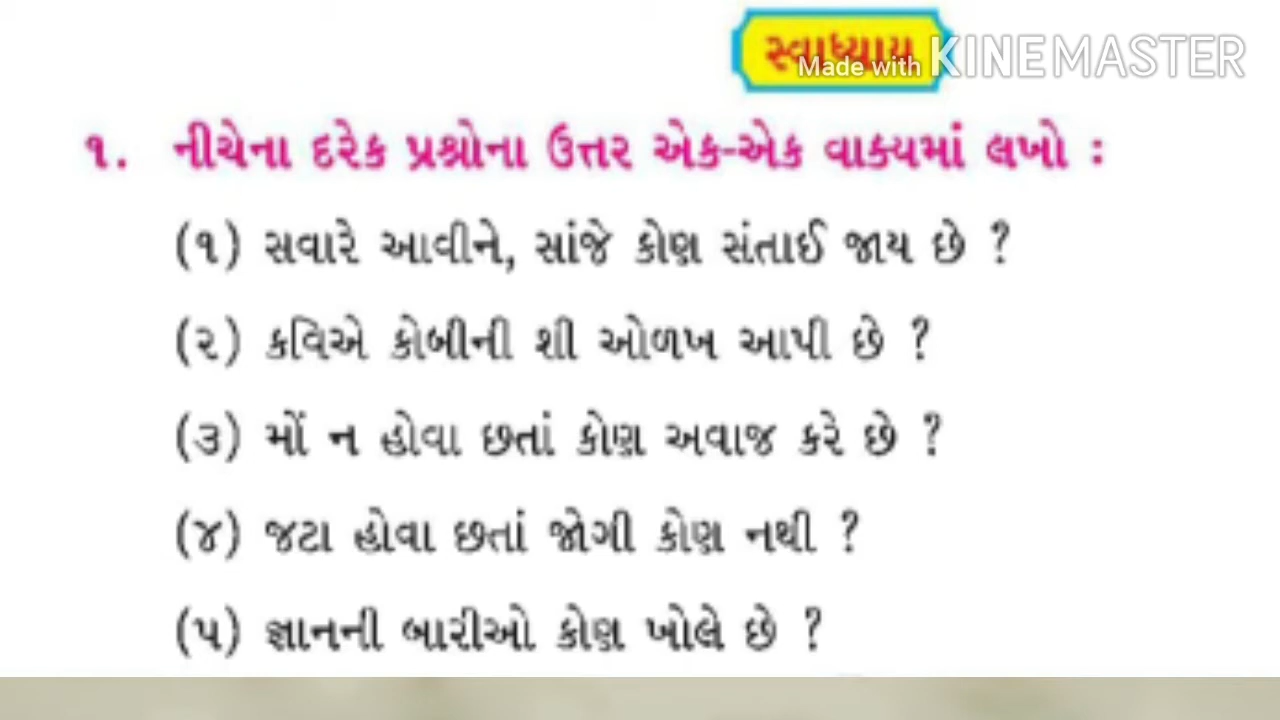 સ્વાધ્યાય
Made with KINEMASTER
૧. નીચેના દરેક પ્રશ્નોના ઉત્તર એક-એક વાક્યમાં લખો :
(૧) સવારે આવીને, સાંજે કોણ સંતાઈ જાય છે ?
(૨) કવિએ કોબીની શી ઓળખ આપી છે ?
(૩) મોં ન હોવા છતાં કોણ અવાજ કરે છે ?
(૪) જટા હોવા છતાં જોગી કોણ નથી ?
(૫) જ્ઞાનની બારીઓ કોણ ખોલે છે ?